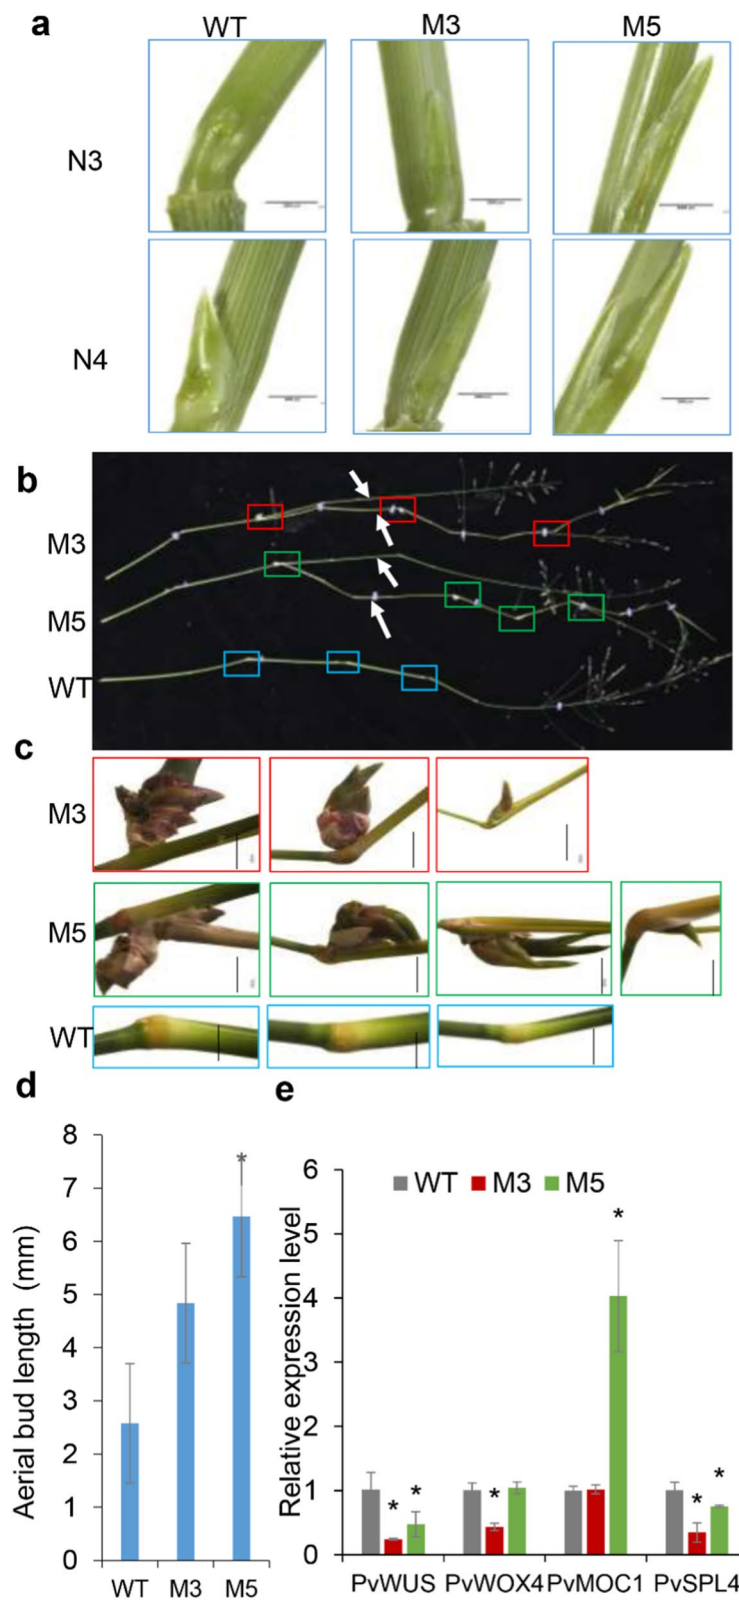 a
WT M3 M5
N3
N4
b
M3
M5
WT
c
M3
M5
WT
d
e
8
7
6
5
4
3
2
1
0
Aerial bud length (mm)
*
WT M3 M5
6
5
4
3
2
1
0
Relative expression level
WT M3 M5
*
* * * * *
PvWUS PvWOX4 PvMOC1 PvSPL4